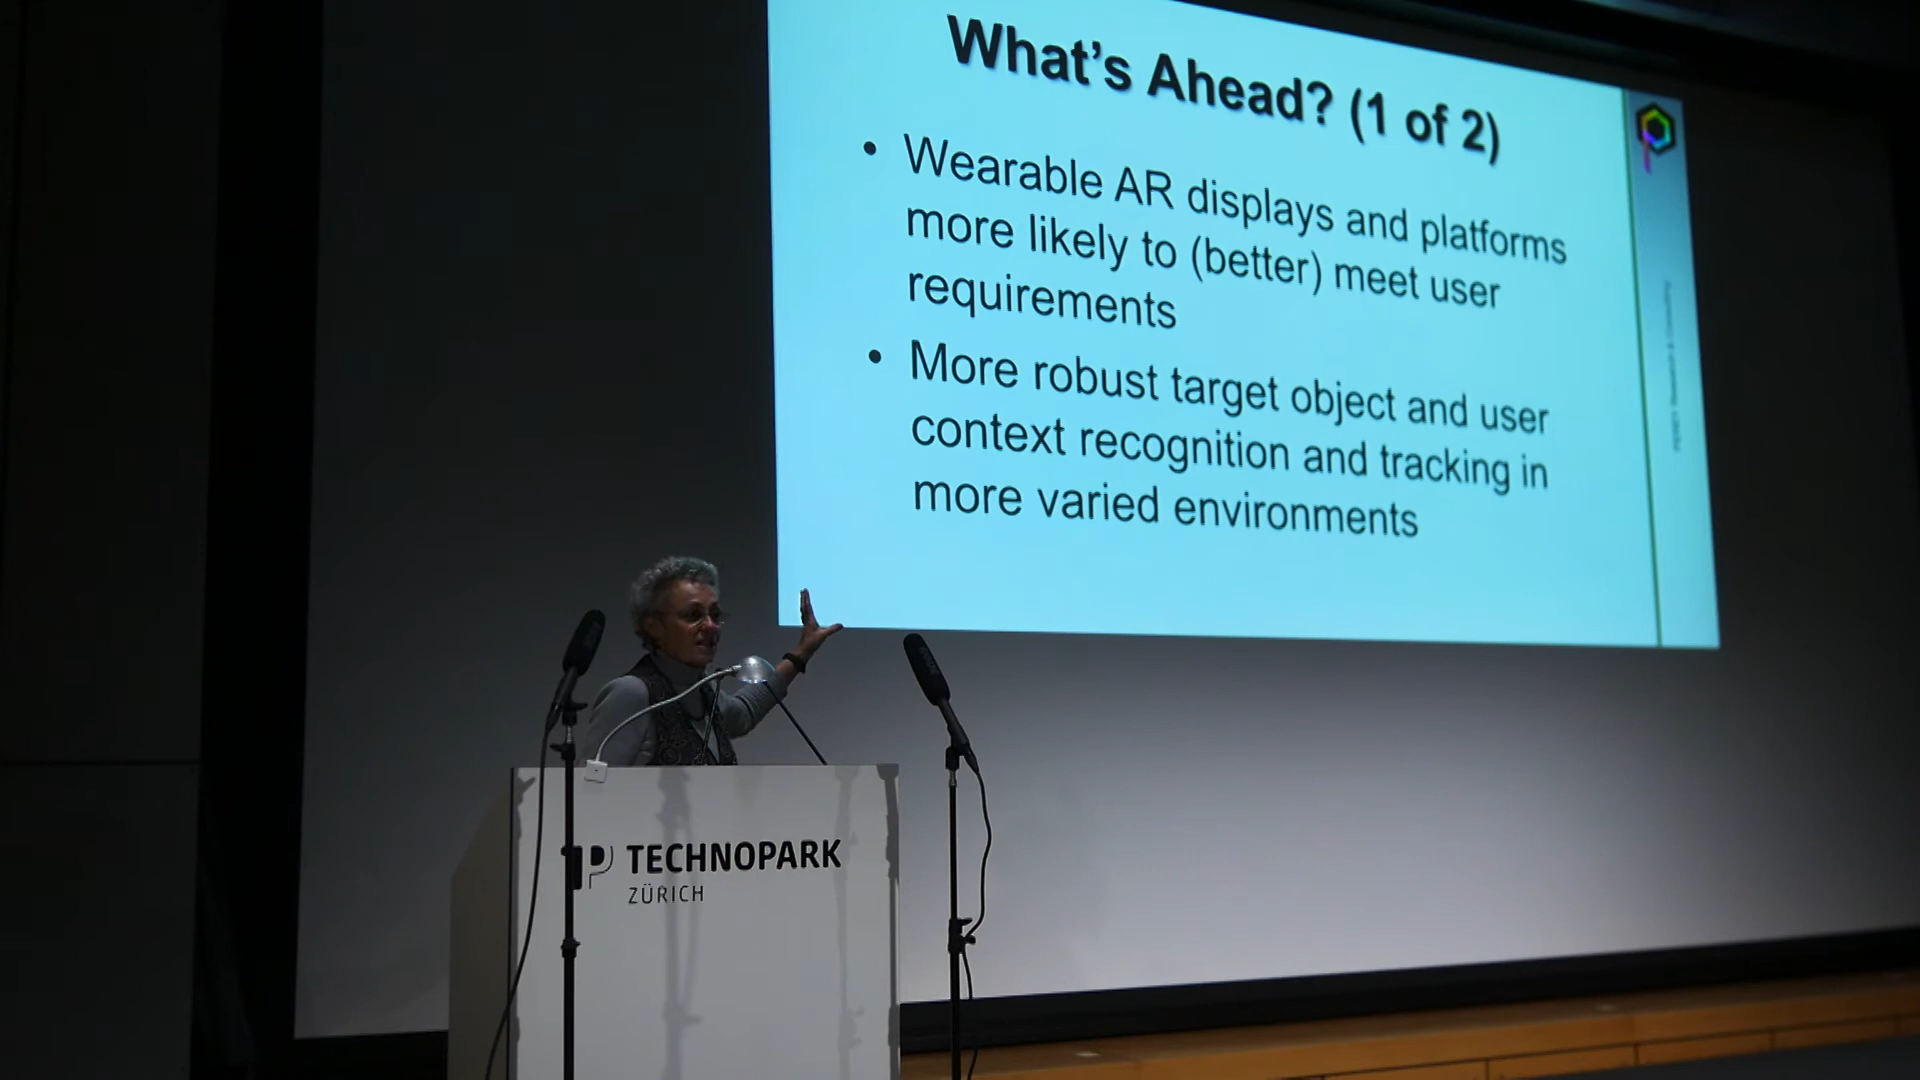 What's Ahead? (1 of 2)
• Wearable AR displays and platforms
more likely to (better) meet user
requirements
• More robust target object and user
context recognition and tracking in
more varied environments
TP TECHNOPARK
ZÜRICH